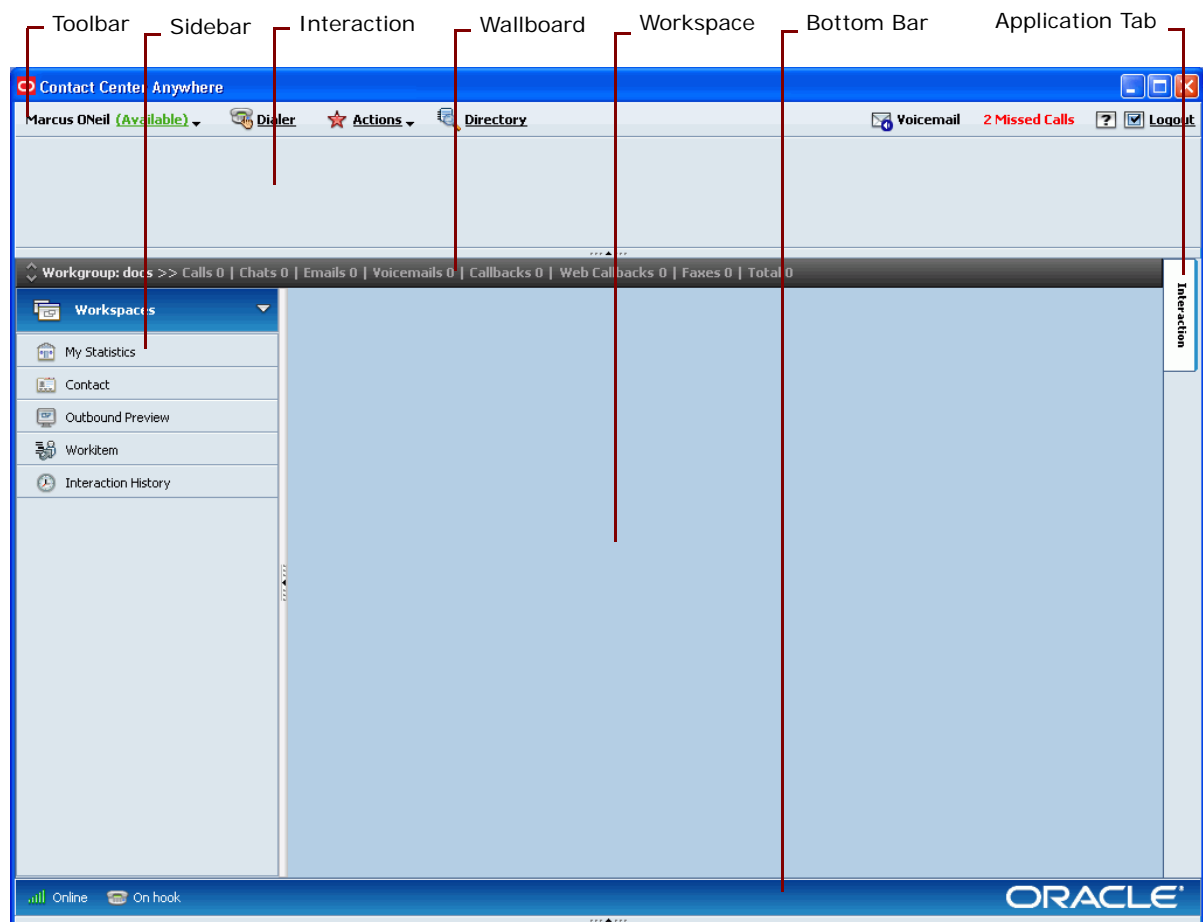 Toolbar Sidebar Interaction Wallboard Workspace Bottom Bar Application Tab
Contact Center Anywhere
Marcus ONeil (Available) Dialer Actions Directory Voicemail 2 Missed Calls ? Logout
Workgroup: docs >> Calls 0 | Chats 0 | Emails 0 | Voicemails 0 | Callbacks 0 | Web Callbacks 0 | Faxes 0 | Total 0
Interaction
Workspaces
My Statistics
Contact
Outbound Preview
Workitem
Interaction History
Online On hook ORACLE